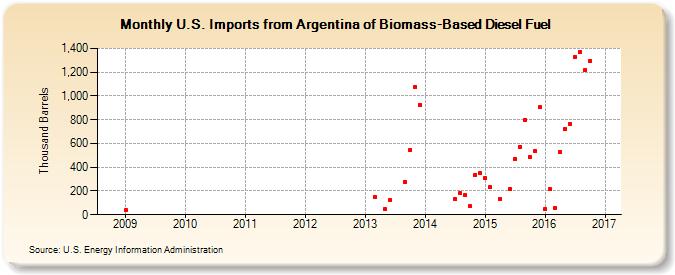 Monthly U.S. Imports from Argentina of Biomass-Based Diesel Fuel
Thousand Barrels
1,400
1,200
1,000
800
600
400
200
0
2009 2010 2011 2012 2013 2014 2015 2016 2017
Source: U.S. Energy Information Administration